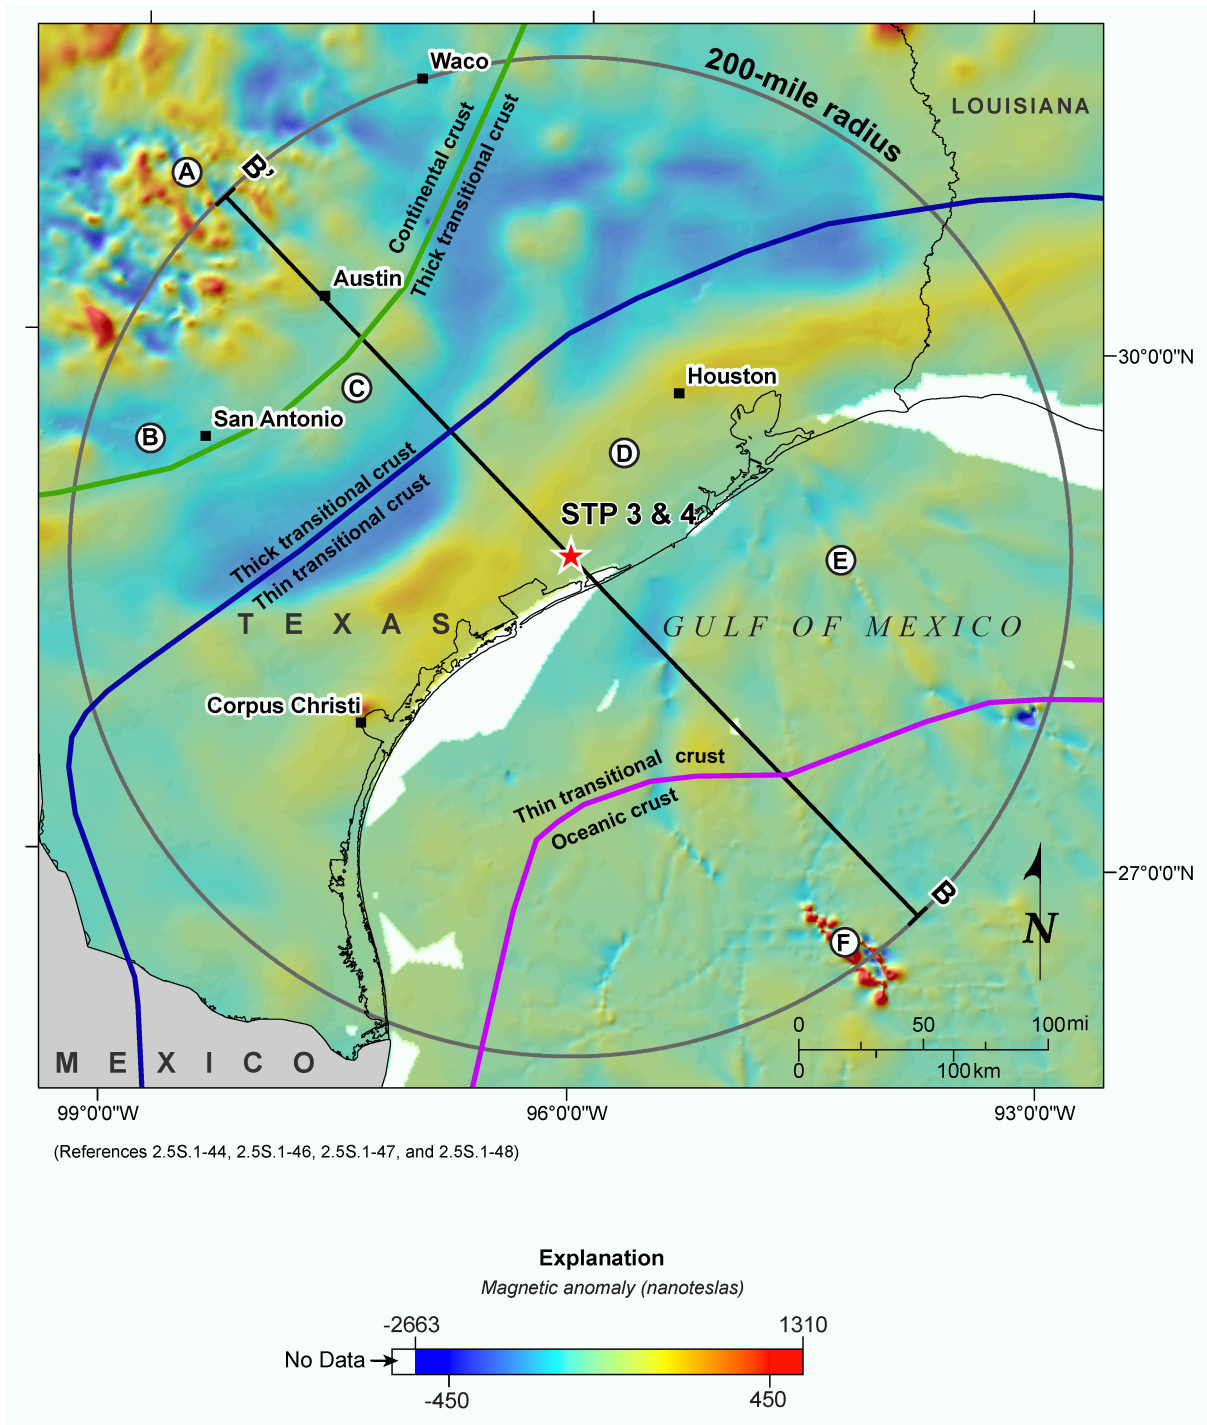 Waco
200-mile radius
LOUISIANA
A
B'
Continental crust
Thick transitional crust
Austin
30°0'0"N
Houston
C
San Antonio
B
D
Thick transitional crust
Thin transitional crust
STP 3 & 4
E
TEXAS
GULF OF MEXICO
Corpus Christi
Thin transitional crust
Oceanic crust
27°0'0"N
B
F
N
0 50 100mi
0 100km
MEXICO
99°0'0"W 96°0'0"W 93°0'0"W
(References 2.5S.1-44, 2.5S.1-46, 2.5S.1-47, and 2.5S.1-48)
Explanation
Magnetic anomaly (nanoteslas)
-2663 1310
No Data
-450 450